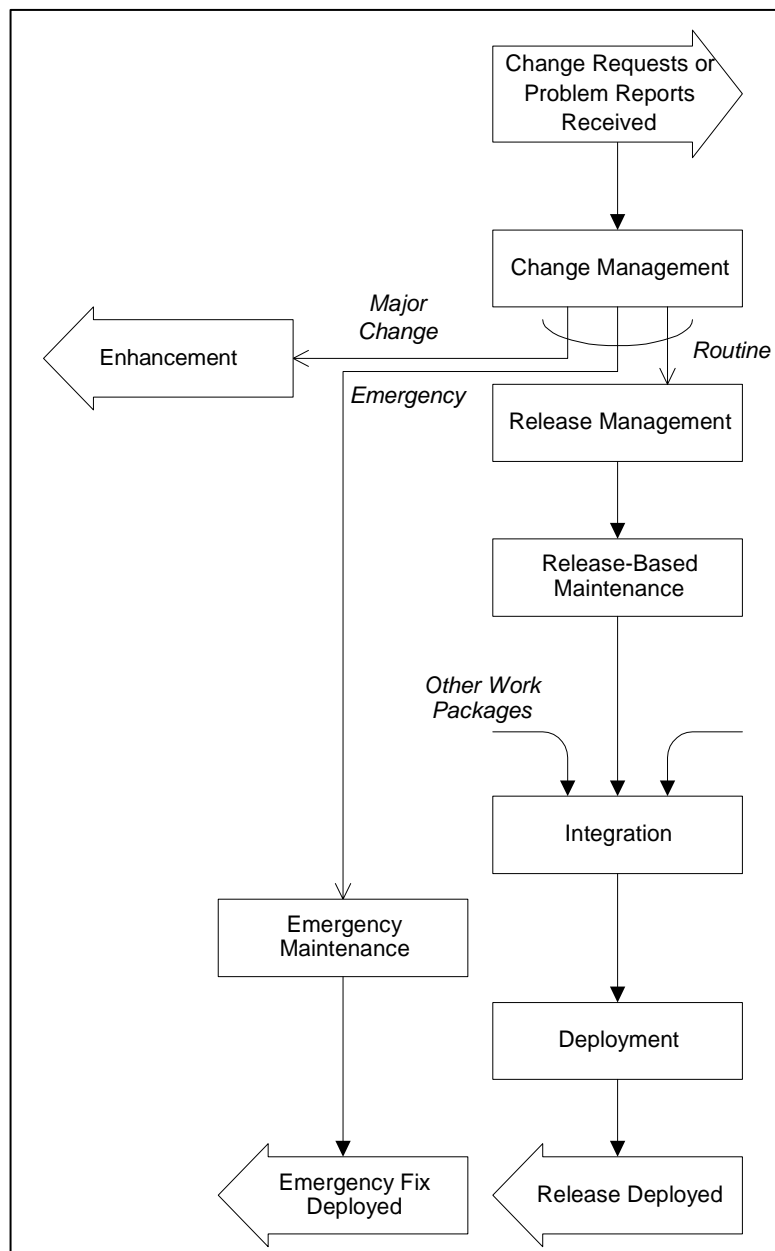 Change Requests or
Problem Reports
Received
Change Management
Major
Change
Enhancement
Routine
Emergency
Release Management
Release-Based
Maintenance
Other Work
Packages
Integration
Emergency
Maintenance
Deployment
Emergency Fix
Deployed
Release Deployed